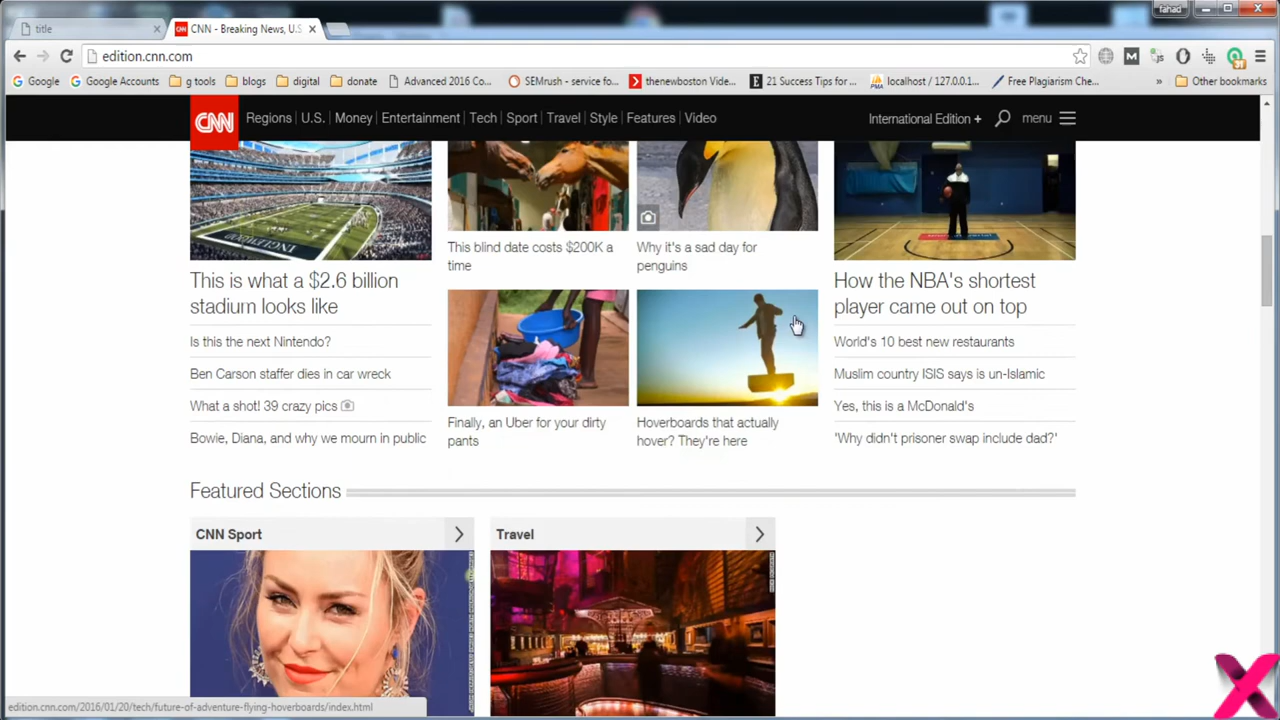 fahad
title
CNN - Breaking News, U.S
edition.cnn.com
Google
Google Accounts
g tools
blogs
digital
donate
Advanced 2016 Co...
SEMrush - service fo...
thenewboston Vide...
21 Success Tips for ...
localhost / 127.0.0.1...
Free Plagiarism Che...
»
Other bookmarks
CNN
Regions
U.S.
Money
Entertainment
Tech
Sport
Travel
Style
Features
Video
International Edition +
menu
This is what a $2.6 billion
stadium looks like
Is this the next Nintendo?
Ben Carson staffer dies in car wreck
What a shot! 39 crazy pics
Bowie, Diana, and why we mourn in public
This blind date costs $200K a
time
Why it's a sad day for
penguins
Finally, an Uber for your dirty
pants
Hoverboards that actually
hover? They're here
How the NBA's shortest
player came out on top
World's 10 best new restaurants
Muslim country ISIS says is un-Islamic
Yes, this is a McDonald's
'Why didn't prisoner swap include dad?'
Featured Sections
CNN Sport
Travel
edition.cnn.com/2016/01/20/tech/future-of-adventure-flying-hoverboards/index.html